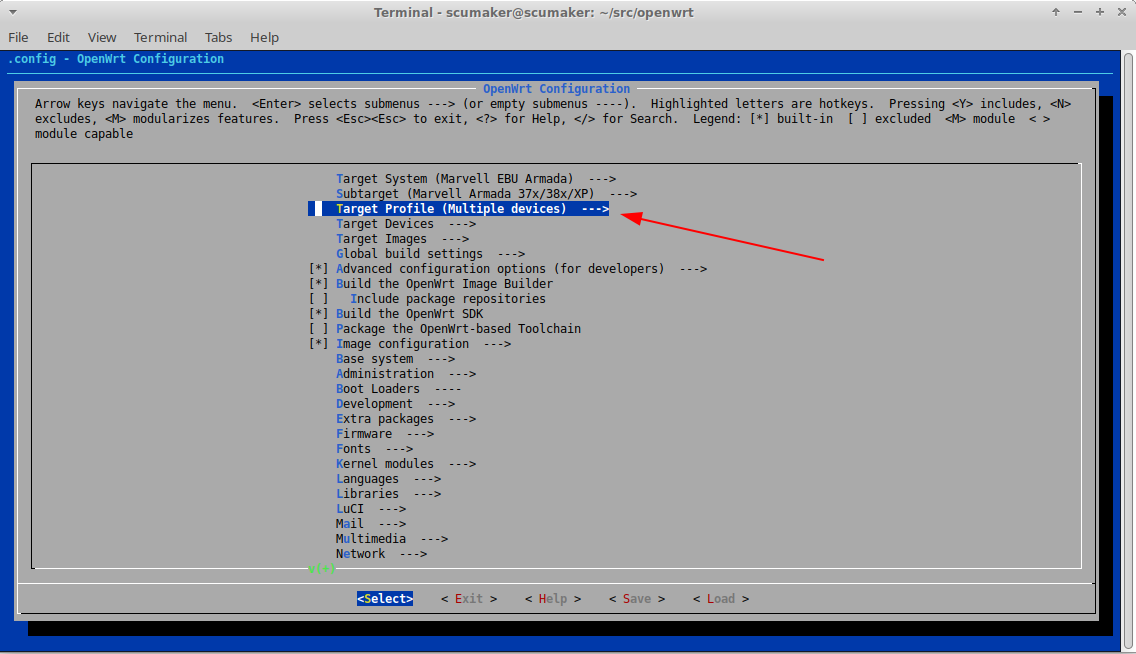 Terminal - scumaker@scumaker: ~/src/openwrt
File Edit View Terminal Tabs Help
.config - OpenWrt Configuration
OpenWrt Configuration
Arrow keys navigate the menu. <Enter> selects submenus ---> (or empty submenus ----). Highlighted letters are hotkeys. Pressing <Y> includes, <N>
excludes, <M> modularizes features. Press <Esc><Esc> to exit, <?> for Help, </> for Search. Legend: [*] built-in [ ] excluded <M> module < >
module capable
Target System (Marvell EBU Armada) --->
Subtarget (Marvell Armada 37x/38x/XP) --->
Target Profile (Multiple devices) --->
Target Devices --->
Target Images --->
Global build settings --->
[*] Advanced configuration options (for developers) --->
[*] Build the OpenWrt Image Builder
[ ] Include package repositories
[*] Build the OpenWrt SDK
[ ] Package the OpenWrt-based Toolchain
[*] Image configuration --->
Base system --->
Administration --->
Boot Loaders ----
Development --->
Extra packages --->
Firmware --->
Fonts --->
Kernel modules --->
Languages --->
Libraries --->
LuCI --->
Mail --->
Multimedia --->
Network --->
v(+)
<Select> < Exit > < Help > < Save > < Load >